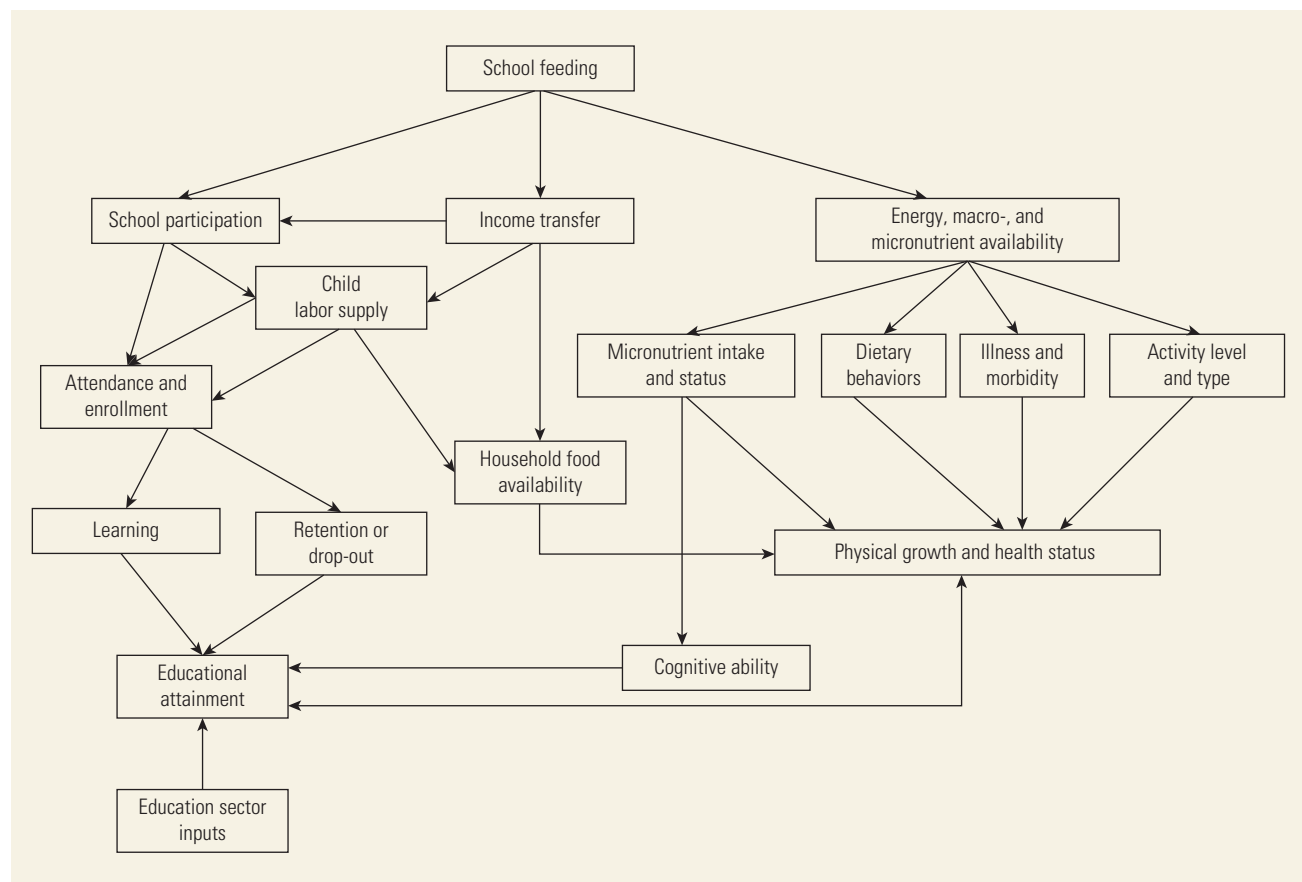 School feeding
School participation
Income transfer
Energy, macro-, and
micronutrient availability
Child
labor supply
Micronutrient intake
and status
Dietary
behaviors
Illness and
morbidity
Activity level
and type
Attendance and
enrollment
Household food
availability
Learning
Retention or
drop-out
Physical growth and health status
Educational
attainment
Cognitive ability
Education sector
inputs